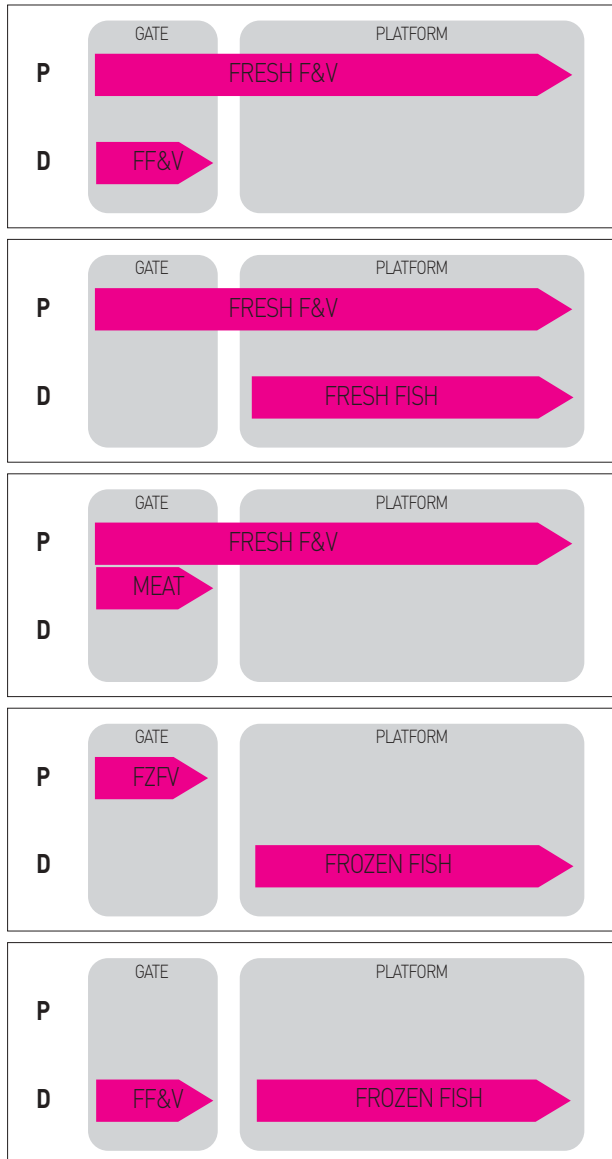 GATE PLATFORM
P FRESH F&V
D FF&V
GATE PLATFORM
P FRESH F&V
D FRESH FISH
GATE PLATFORM
P FRESH F&V
MEAT
D
GATE PLATFORM
P FZFV
D FROZEN FISH
GATE PLATFORM
P
D FF&V FROZEN FISH